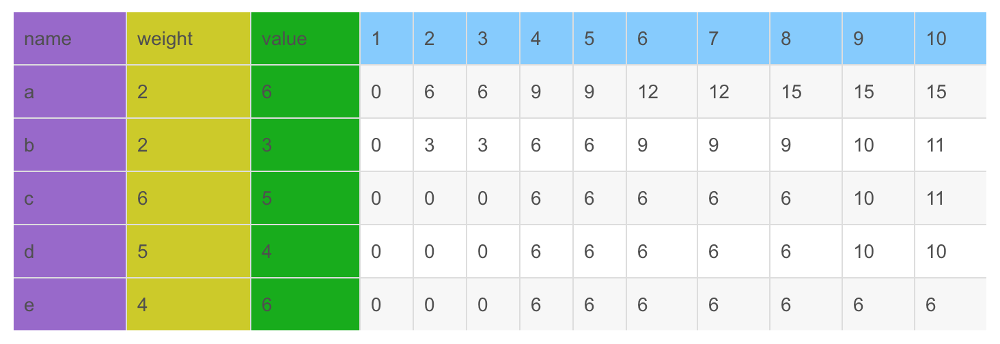 name weight value 1 2 3 4 5 6 7 8 9 10
a 2 6 0 6 6 9 9 12 12 15 15 15
b 2 3 0 3 3 6 6 9 9 9 10 11
c 6 5 0 0 0 6 6 6 6 6 10 11
d 5 4 0 0 0 6 6 6 6 6 10 10
e 4 6 0 0 0 6 6 6 6 6 6 6